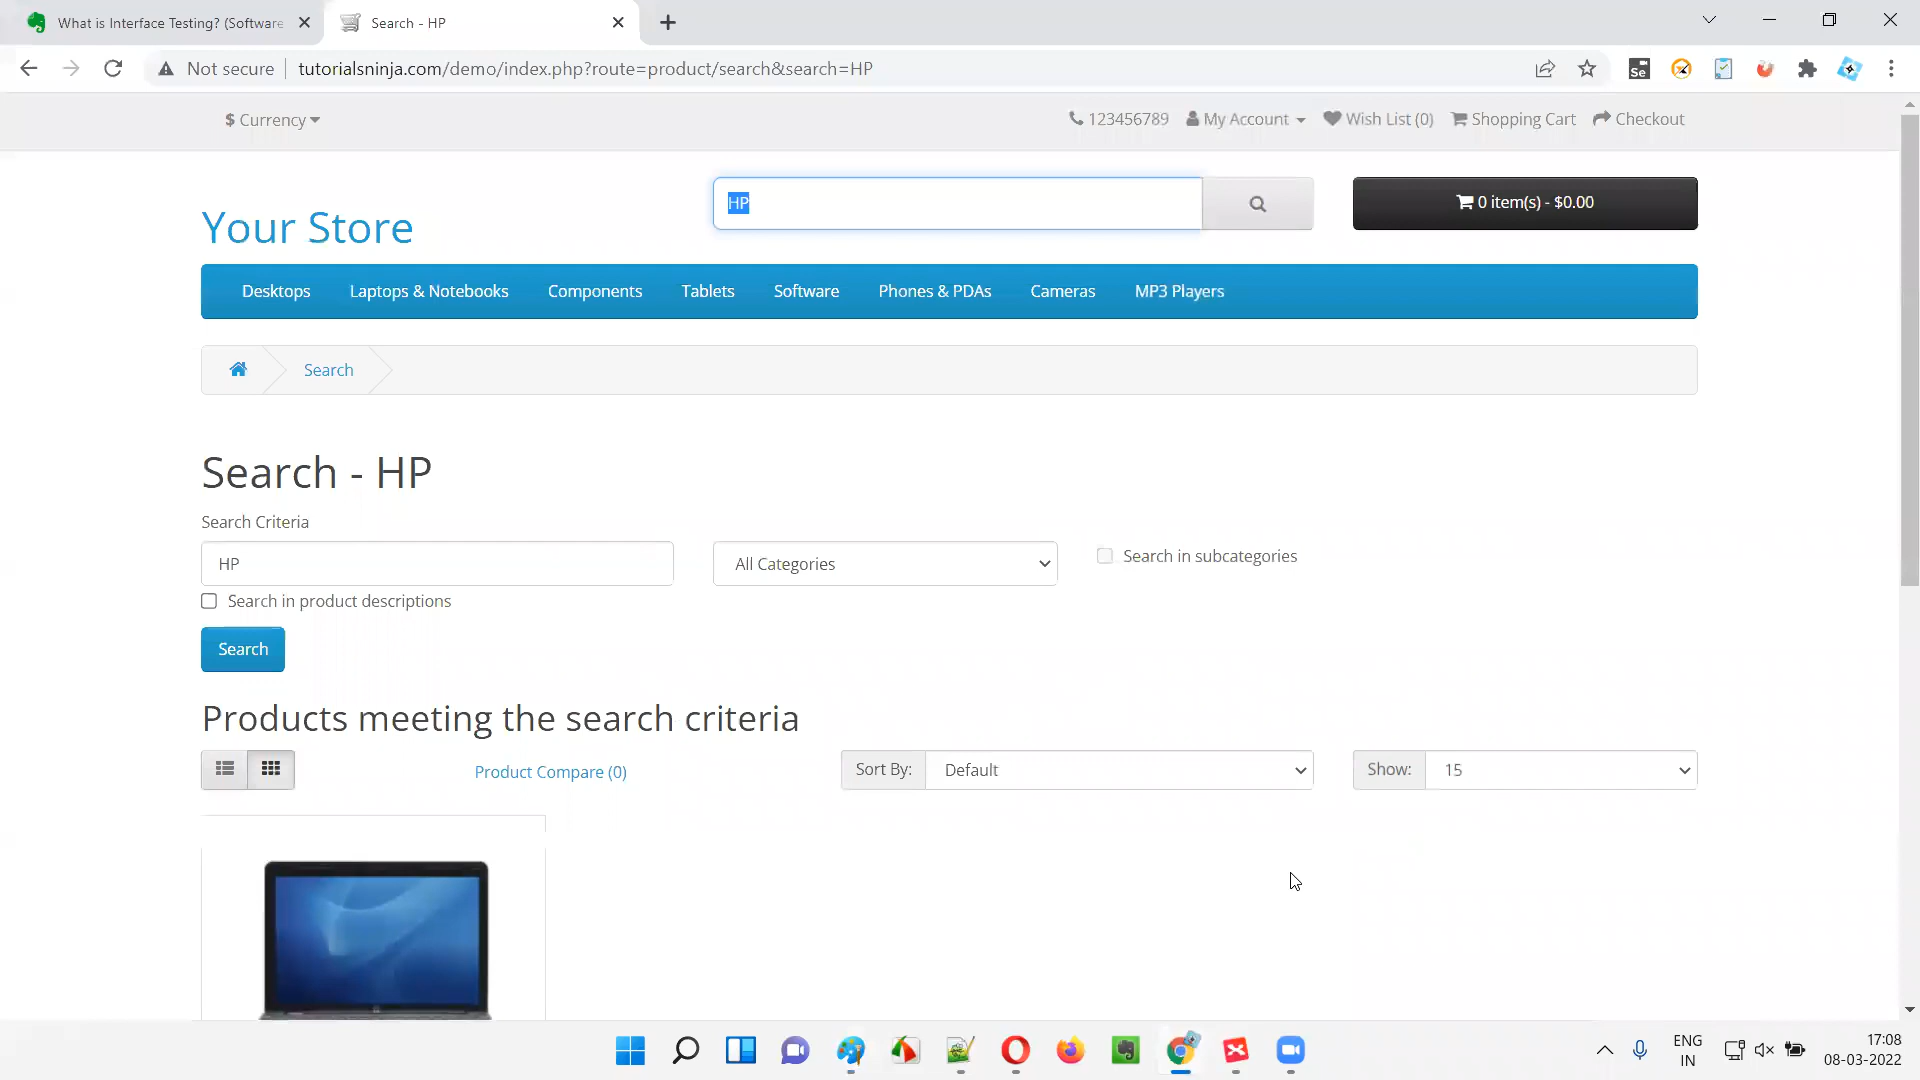 What is Interface Testing? (Software
Search - HP
Not secure
tutorialsninja.com/demo/index.php?route=product/search&search=HP
$ Currency
123456789
My Account
Wish List (0)
Shopping Cart
Checkout
Your Store
HP
0 item(s) - $0.00
Desktops
Laptops & Notebooks
Components
Tablets
Software
Phones & PDAs
Cameras
MP3 Players
Search
Search - HP
Search Criteria
HP
All Categories
Search in subcategories
Search in product descriptions
Search
Products meeting the search criteria
Product Compare (0)
Sort By:
Default
Show:
15
ENG
IN
17:08
08-03-2022